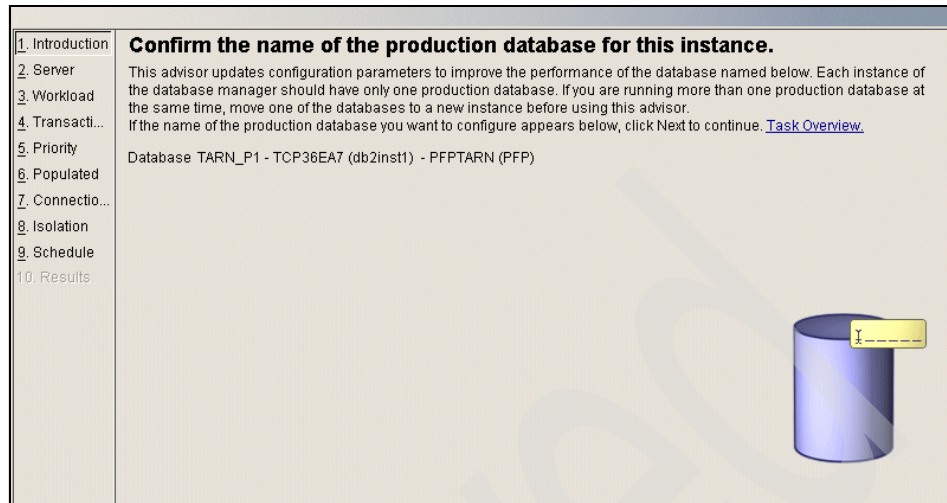 1. Introduction
2. Server
3. Workload
4. Transacti...
5. Priority
6. Populated
7. Connectio...
8. Isolation
9. Schedule
10. Results
Confirm the name of the production database for this instance.
This advisor updates configuration parameters to improve the performance of the database named below. Each instance of
the database manager should have only one production database. If you are running more than one production database at
the same time, move one of the databases to a new instance before using this advisor.
If the name of the production database you want to configure appears below, click Next to continue. Task Overview.
Database TARN_P1 - TCP36EA7 (db2inst1) - PFPTARN (PFP)